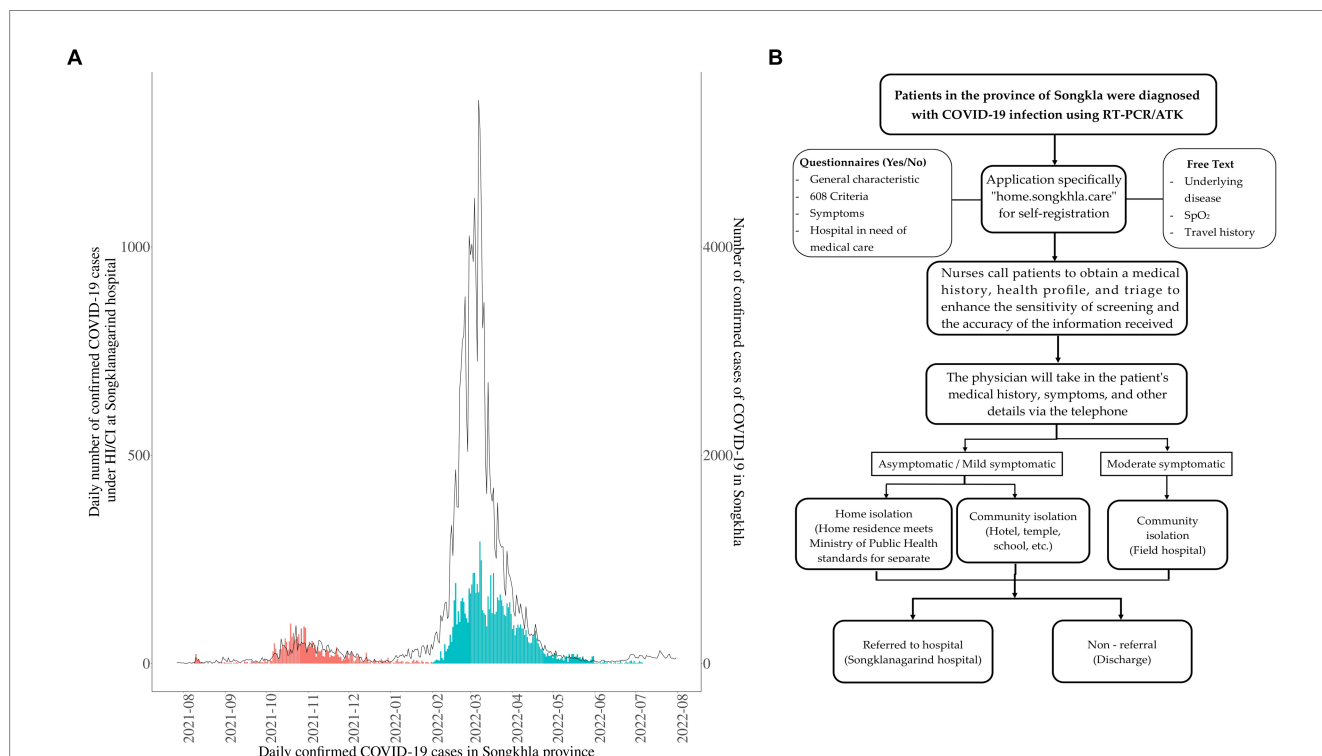 A
Daily number of confirmed COVID-19 cases
under HI/CI at Songklanagarind hospital
1000
500
0
4000
2000
0
Number of confirmed cases of COVID-19 in Songkhla
2021-08
2021-09
2021-10
2021-11
2021-12
2022-01
2022-02
2022-03
2022-04
2022-05
2022-06
2022-07
2022-08
Daily confirmed COVID-19 cases in Songkhla province
B
Patients in the province of Songkla were diagnosed
with COVID-19 infection using RT-PCR/ATK
Questionnaires (Yes/No)
- General characteristic
- 608 Criteria
- Symptoms
- Hospital in need of
medical care
Application specifically
"home.songkhla.care"
for self-registration
Free Text
- Underlying
disease
- SpO₂
- Travel history
Nurses call patients to obtain a medical
history, health profile, and triage to
enhance the sensitivity of screening and
the accuracy of the information received
The physician will take in the patient's
medical history, symptoms, and other
details via the telephone
Asymptomatic / Mild symptomatic
Moderate symptomatic
Home isolation
(Home residence meets
Ministry of Public Health
standards for separate
Community isolation
(Hotel, temple,
school, etc.)
Community
isolation
(Field hospital)
Referred to hospital
(Songklanagarind hospital)
Non - referral
(Discharge)